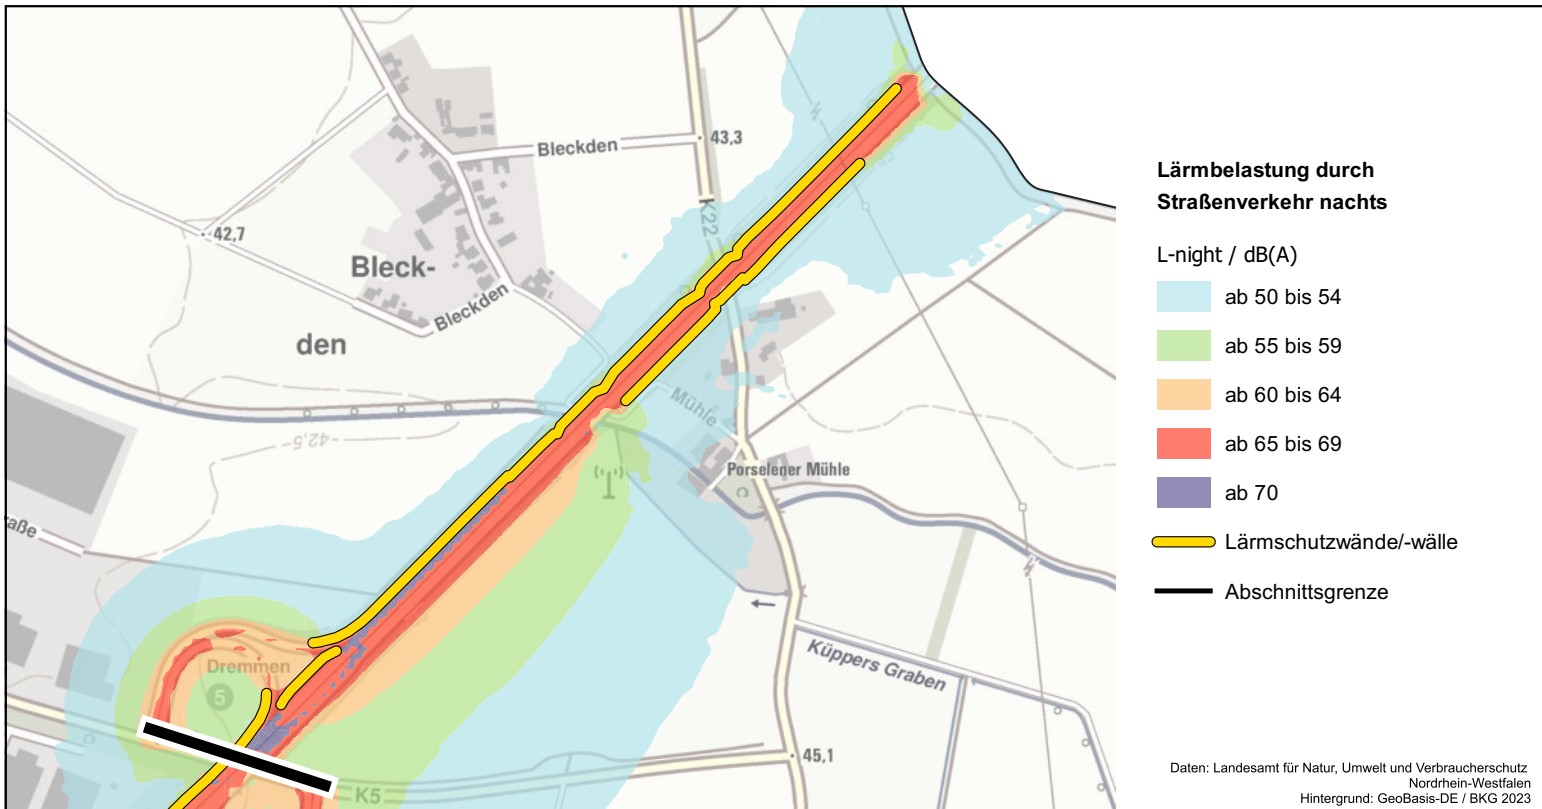 Bleckden
43,3
K22
42,7
Bleck-
den
Bleckden
42,5
Mühle
Porselener Mühle
C
aße
Dremmen
5
C
Küppers Graben
45,1
K5
Lärmbelastung durch
Straßenverkehr nachts
L-night / dB(A)
ab 50 bis 54
ab 55 bis 59
ab 60 bis 64
ab 65 bis 69
ab 70
Lärmschutzwände/-wälle
Abschnittsgrenze
Daten: Landesamt für Natur, Umwelt und Verbraucherschutz
Nordrhein-Westfalen
Hintergrund: GeoBasis-DE / BKG 2023